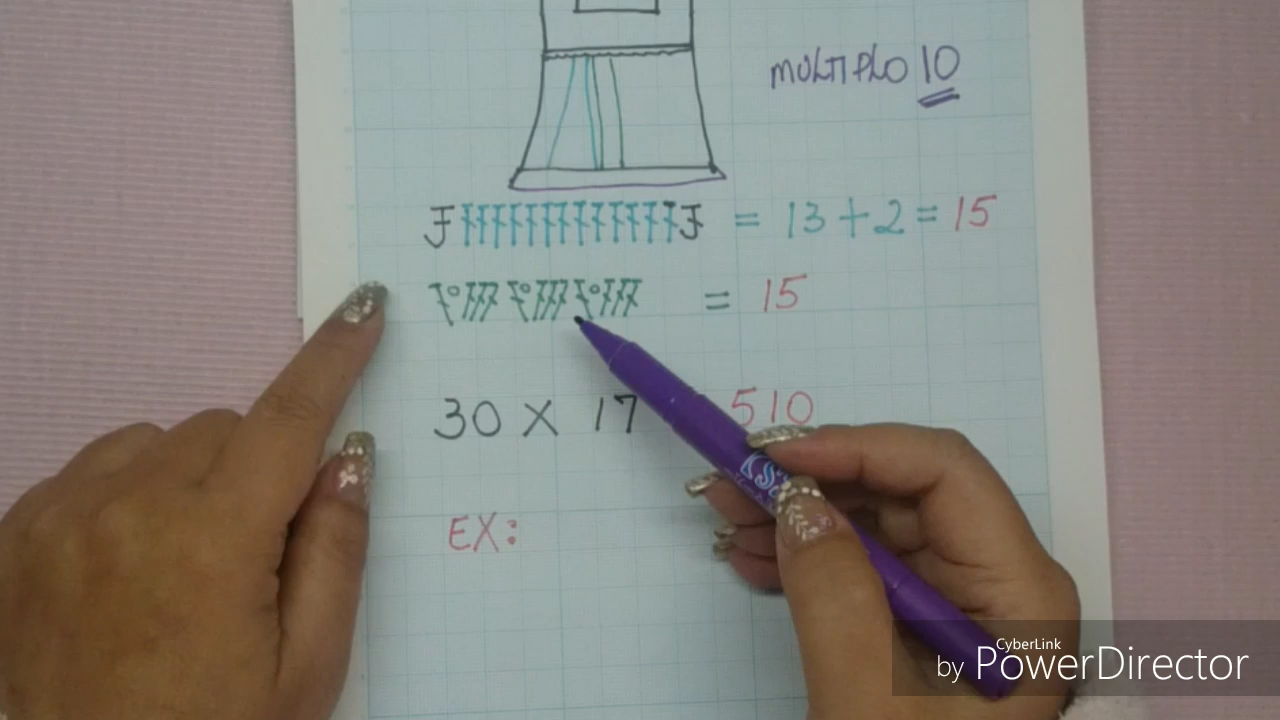 MULTIPLO 10
= 13 + 2 = 15
= 15
30 X 17 510
EX:
CyberLink
by PowerDirector